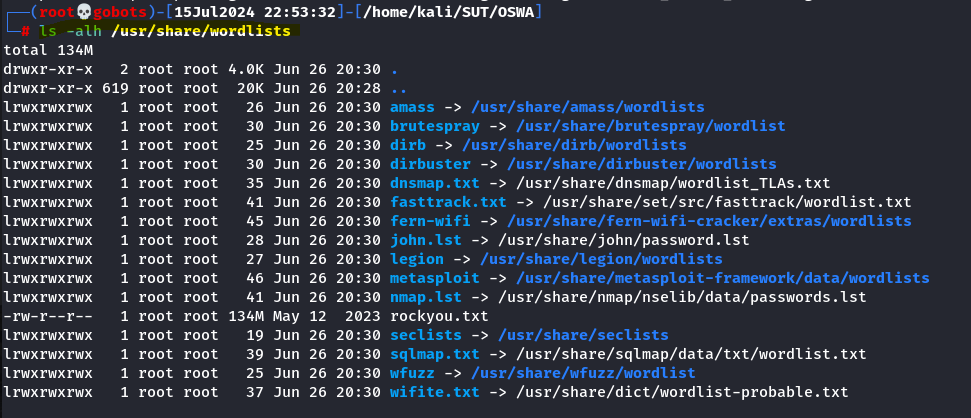 ┌──(root💀gobots)-[15Jul2024 22:53:32]-[/home/kali/SUT/OSWA]
└─# ls -alh /usr/share/wordlists
total 134M
drwxr-xr-x   2 root root 4.0K Jun 26 20:30 .
drwxr-xr-x 619 root root  20K Jun 26 20:28 ..
lrwxrwxrwx   1 root root   26 Jun 26 20:30 amass -> /usr/share/amass/wordlists
lrwxrwxrwx   1 root root   30 Jun 26 20:30 brutespray -> /usr/share/brutespray/wordlist
lrwxrwxrwx   1 root root   25 Jun 26 20:30 dirb -> /usr/share/dirb/wordlists
lrwxrwxrwx   1 root root   30 Jun 26 20:30 dirbuster -> /usr/share/dirbuster/wordlists
lrwxrwxrwx   1 root root   35 Jun 26 20:30 dnsmap.txt -> /usr/share/dnsmap/wordlist_TLAs.txt
lrwxrwxrwx   1 root root   41 Jun 26 20:30 fasttrack.txt -> /usr/share/set/src/fasttrack/wordlist.txt
lrwxrwxrwx   1 root root   45 Jun 26 20:30 fern-wifi -> /usr/share/fern-wifi-cracker/extras/wordlists
lrwxrwxrwx   1 root root   28 Jun 26 20:30 john.lst -> /usr/share/john/password.lst
lrwxrwxrwx   1 root root   27 Jun 26 20:30 legion -> /usr/share/legion/wordlists
lrwxrwxrwx   1 root root   46 Jun 26 20:30 metasploit -> /usr/share/metasploit-framework/data/wordlists
lrwxrwxrwx   1 root root   41 Jun 26 20:30 nmap.lst -> /usr/share/nmap/nselib/data/passwords.lst
-rw-r--r--   1 root root 134M May 12  2023 rockyou.txt
lrwxrwxrwx   1 root root   19 Jun 26 20:30 seclists -> /usr/share/seclists
lrwxrwxrwx   1 root root   39 Jun 26 20:30 sqlmap.txt -> /usr/share/sqlmap/data/txt/wordlist.txt
lrwxrwxrwx   1 root root   25 Jun 26 20:30 wfuzz -> /usr/share/wfuzz/wordlist
lrwxrwxrwx   1 root root   37 Jun 26 20:30 wifite.txt -> /usr/share/dict/wordlist-probable.txt